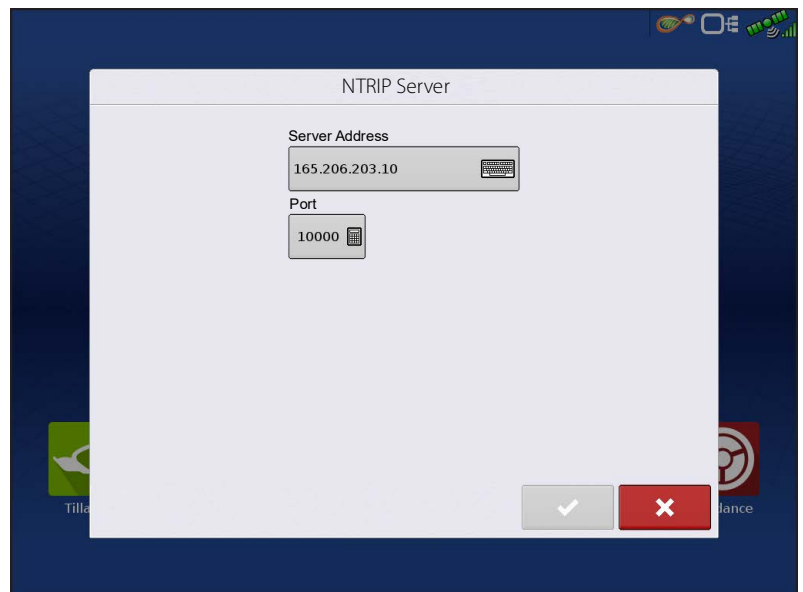 NTRIP Server
Server Address
165.206.203.10
Port
10000
Tilla
dance